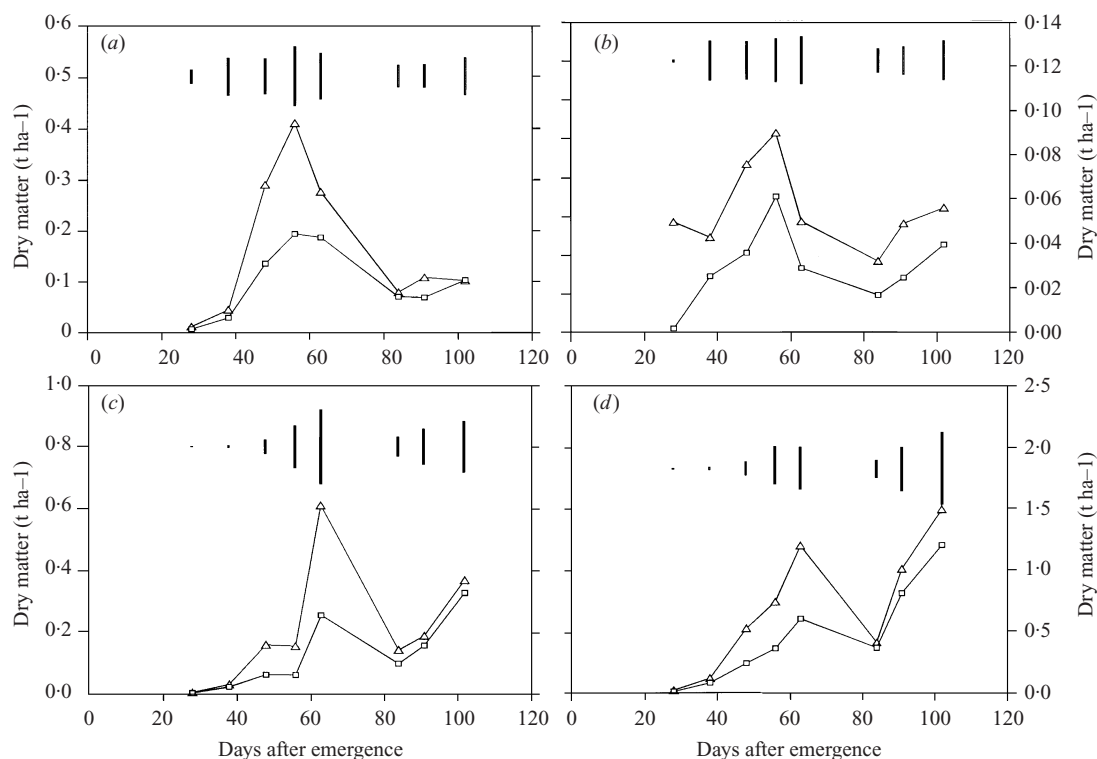 (a)
0·6
0·5
0·4
0·3
0·2
0·1
0
Dry matter (t ha–1)
0 20 40 60 80 100 120
(b)
0·14
0·12
0·10
0·08
0·06
0·04
0·02
0·00
Dry matter (t ha–1)
0 20 40 60 80 100 120
(c)
1·0
0·8
0·6
0·4
0·2
0·0
Dry matter (t ha–1)
0 20 40 60 80 100 120
Days after emergence
(d)
2·5
2·0
1·5
1·0
0·5
0·0
Dry matter (t ha–1)
0 20 40 60 80 100 120
Days after emergence